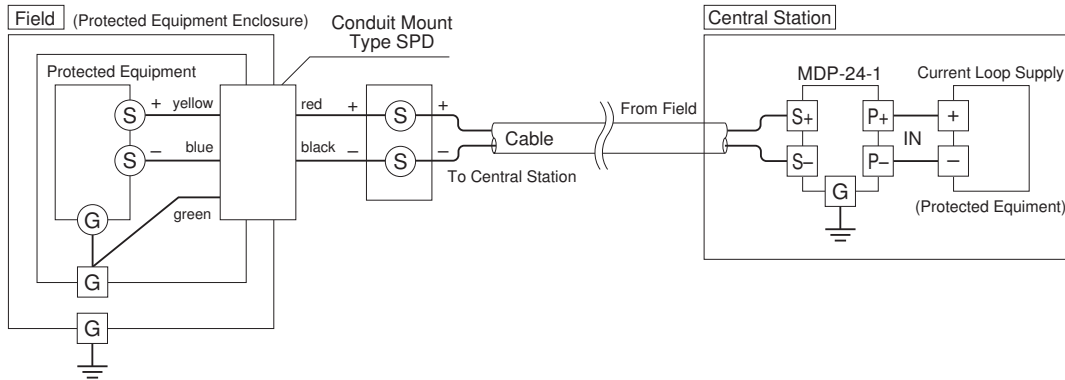 Field (Protected Equipment Enclosure)
Conduit Mount
Type SPD
Protected Equipment
S + yellow
red + S +
S – blue
black – S –
green
G
G
G
Cable
From Field
To Central Station
Central Station
MDP-24-1
Current Loop Supply
S+ P+ +
IN
S– P– –
G
(Protected Equiment)